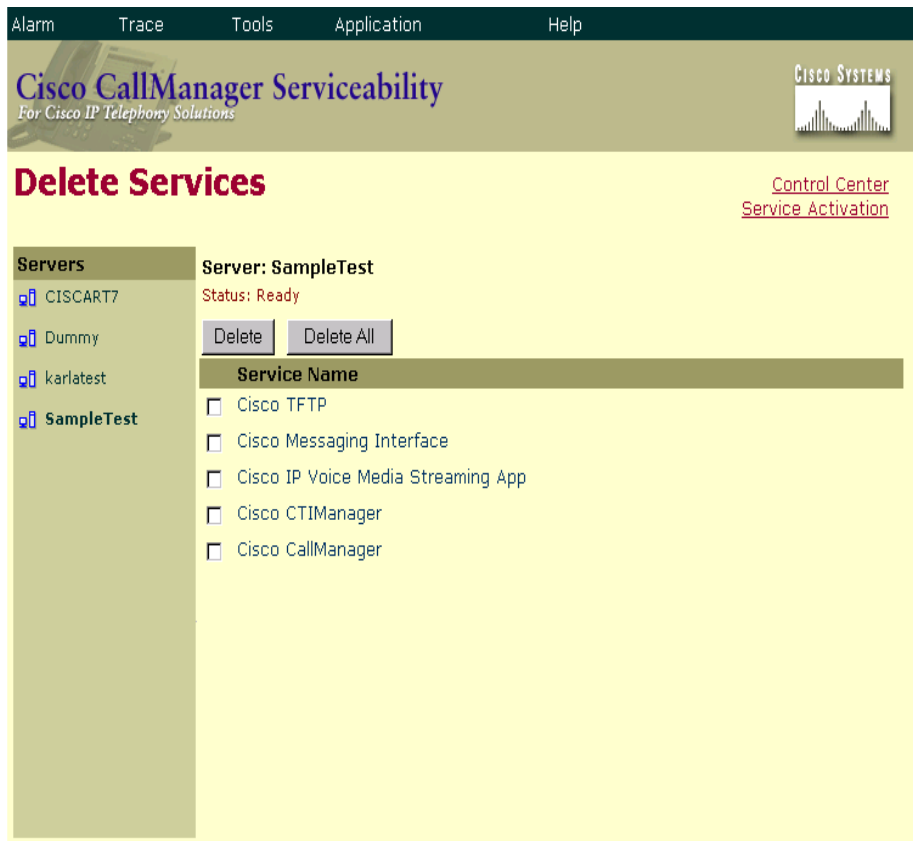 Alarm Trace Tools Application Help
Cisco CallManager Serviceability
For Cisco IP Telephony Solutions
CISCO SYSTEMS
Delete Services
Control Center
Service Activation
Servers
CISCART7
Dummy
karlatest
SampleTest
Server: SampleTest
Status: Ready
Delete Delete All
Service Name
Cisco TFTP
Cisco Messaging Interface
Cisco IP Voice Media Streaming App
Cisco CTIManager
Cisco CallManager